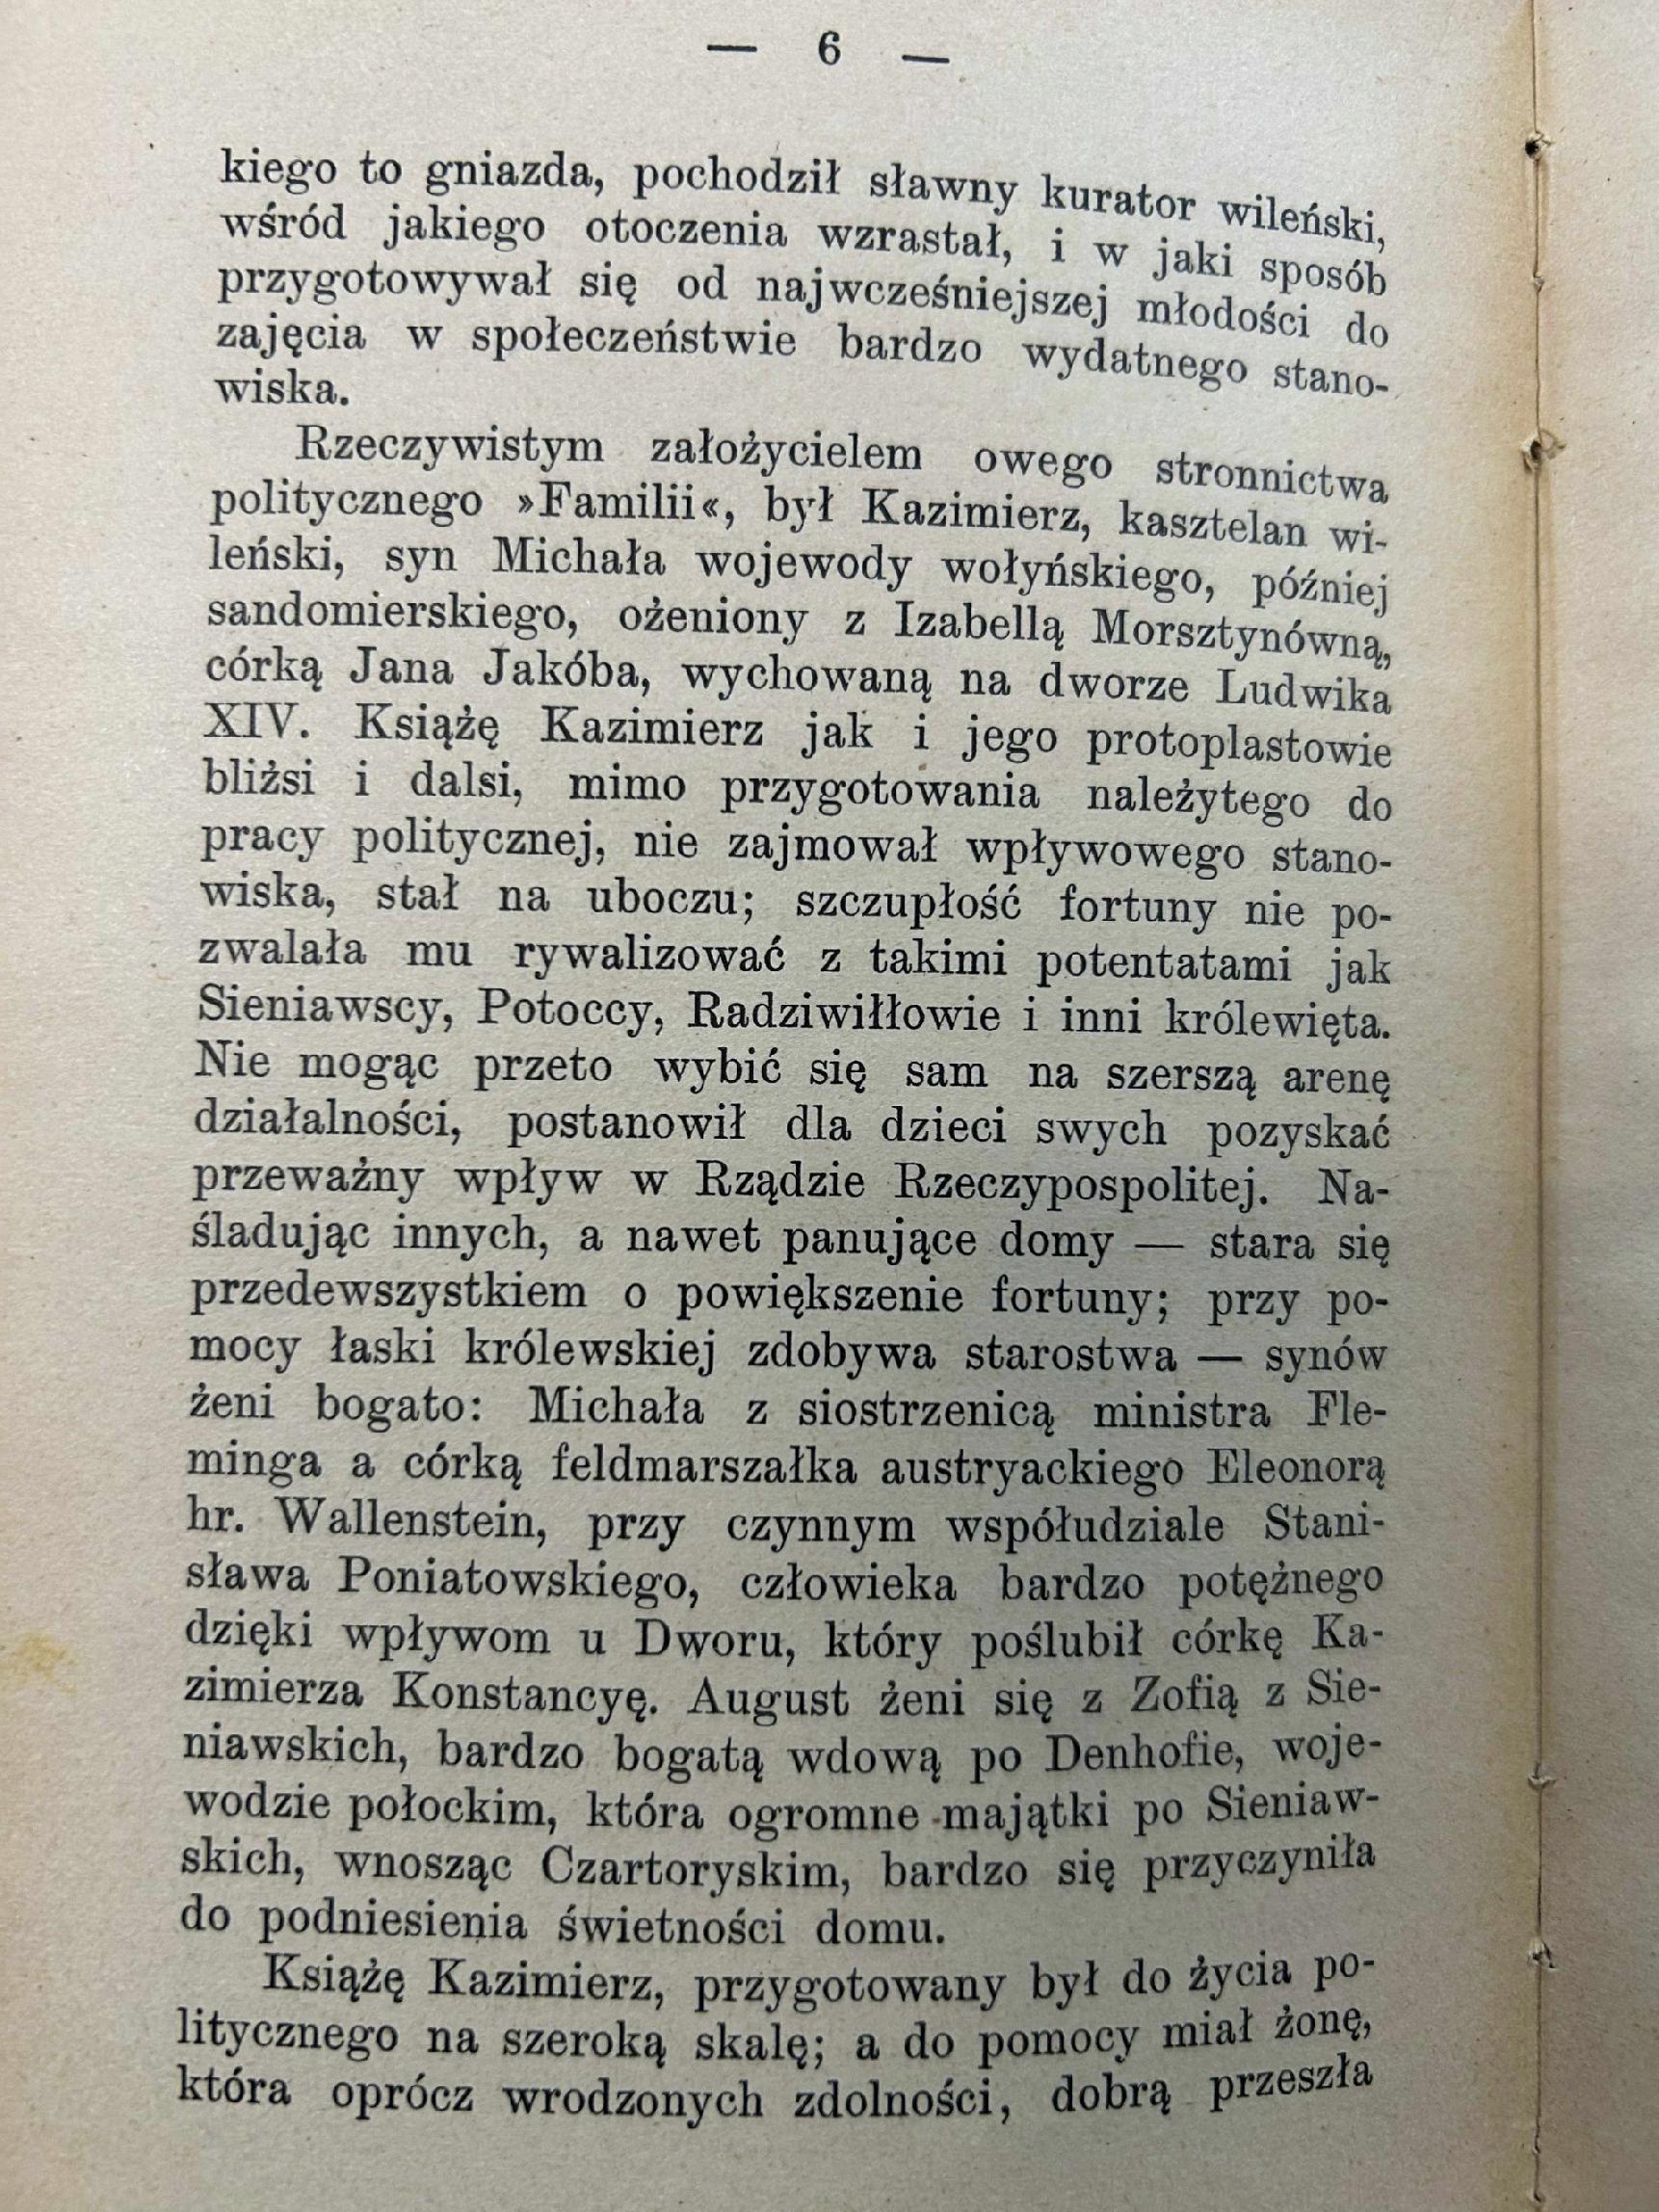 — 6 —
kiego to gniazda, pochodził sławny kurator wileński,
wśród jakiego otoczenia wzrastał, i w jaki sposób
przygotowywał się od najwcześniejszej młodości do
zajęcia w społeczeństwie bardzo wydatnego stano-
wiska.
Rzeczywistym założycielem owego stronnictwa
politycznego »Familii«, był Kazimierz, kasztelan wi-
leński, syn Michała wojewody wołyńskiego, później
sandomierskiego, ożeniony z Izabellą Morsztynówną,
córką Jana Jakóba, wychowaną na dworze Ludwika
XIV. Książę Kazimierz jak i jego protoplastowie
bliżsi i dalsi, mimo przygotowania należytego do
pracy politycznej, nie zajmował wpływowego stano-
wiska, stał na uboczu; szczupłość fortuny nie po-
zwalała mu rywalizować z takimi potentatami jak
Sieniawscy, Potoccy, Radziwiłłowie i inni królewięta.
Nie mogąc przeto wybić się sam na szerszą arenę
działalności, postanowił dla dzieci swych pozyskać
przeważny wpływ w Rządzie Rzeczypospolitej. Na-
śladując innych, a nawet panujące domy — stara się
przedewszystkiem o powiększenie fortuny; przy po-
mocy łaski królewskiej zdobywa starostwa — synów
żeni bogato: Michała z siostrzenicą ministra Fle-
minga a córką feldmarszałka austryackiego Eleonorą
hr. Wallenstein, przy czynnym współudziale Stani-
sława Poniatowskiego, człowieka bardzo potężnego
dzięki wpływom u Dworu, który poślubił córkę Ka-
zimierza Konstancyę. August żeni się z Zofią z Sie-
niawskich, bardzo bogatą wdową po Denhofie, woje-
wodzie połockim, która ogromne majątki po Sieniaw-
skich, wnosząc Czartoryskim, bardzo się przyczyniła
do podniesienia świetności domu.
Książę Kazimierz, przygotowany był do życia po-
litycznego na szeroką skalę; a do pomocy miał żonę,
która oprócz wrodzonych zdolności, dobrą przeszła